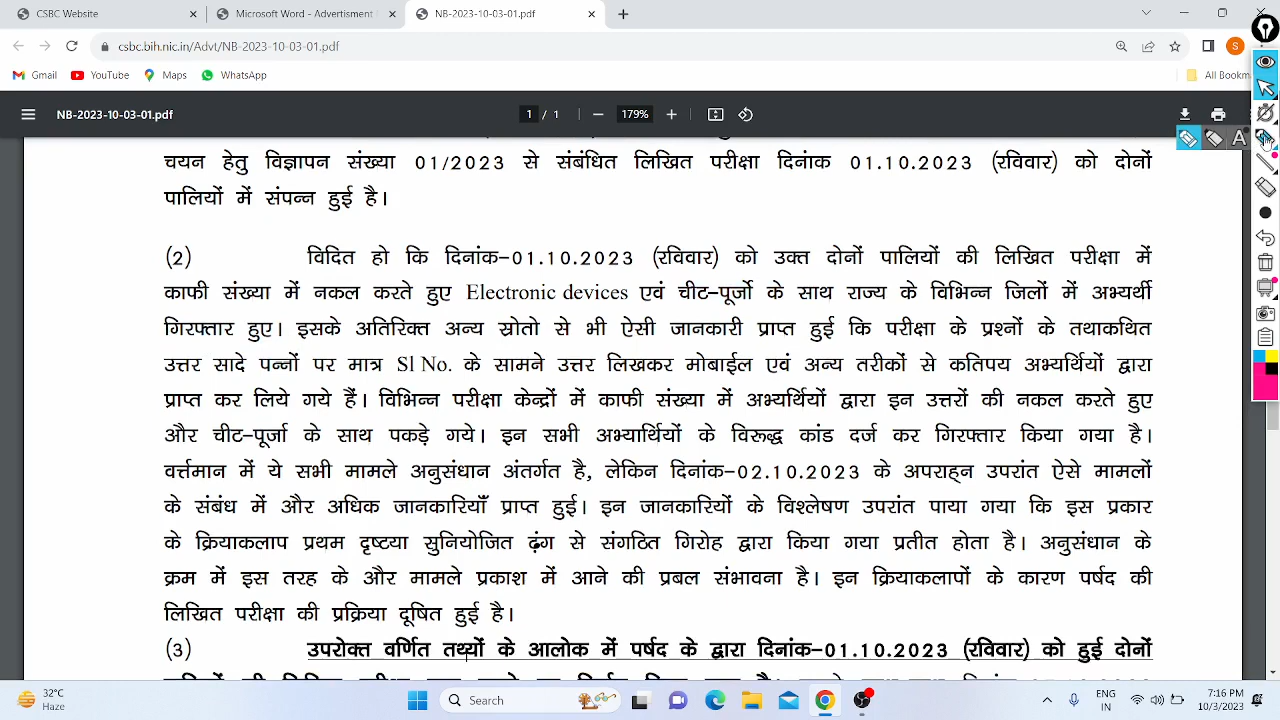 CSBC Website
Microsoft Word - Advertisment
NB-2023-10-03-01.pdf
csbc.bih.nic.in/Advt/NB-2023-10-03-01.pdf
S
Gmail YouTube Maps WhatsApp All Bookm
NB-2023-10-03-01.pdf 1 / 1 179%
A
चयन हेतु विज्ञापन संख्या 01/2023 से संबंधित लिखित परीक्षा दिनांक 01.10.2023 (रविवार) को दोनों
पालियों में संपन्न हुई है।
(2) विदित हो कि दिनांक-01.10.2023 (रविवार) को उक्त दोनों पालियों की लिखित परीक्षा में
काफी संख्या में नकल करते हुए Electronic devices एवं चीट-पूर्जो के साथ राज्य के विभिन्न जिलों में अभ्यर्थी
गिरफ्तार हुए। इसके अतिरिक्त अन्य स्रोतो से भी ऐसी जानकारी प्राप्त हुई कि परीक्षा के प्रश्नों के तथाकथित
उत्तर सादे पन्नों पर मात्र Sl No. के सामने उत्तर लिखकर मोबाईल एवं अन्य तरीकों से कतिपय अभ्यर्थियों द्वारा
प्राप्त कर लिये गये हैं। विभिन्न परीक्षा केन्द्रों में काफी संख्या में अभ्यर्थियों द्वारा इन उत्तरों की नकल करते हुए
और चीट-पूर्जा के साथ पकड़े गये। इन सभी अभ्यार्थियों के विरूद्ध कांड दर्ज कर गिरफ्तार किया गया है।
वर्त्तमान में ये सभी मामले अनुसंधान अंतर्गत है, लेकिन दिनांक-02.10.2023 के अपराह्न उपरांत ऐसे मामलों
के संबंध में और अधिक जानकारियाँ प्राप्त हुई। इन जानकारियों के विश्लेषण उपरांत पाया गया कि इस प्रकार
के क्रियाकलाप प्रथम दृष्टया सुनियोजित ढ़ंग से संगठित गिरोह द्वारा किया गया प्रतीत होता है। अनुसंधान के
क्रम में इस तरह के और मामले प्रकाश में आने की प्रबल संभावना है। इन क्रियाकलापों के कारण पर्षद की
लिखित परीक्षा की प्रक्रिया दूषित हुई है।
(3) उपरोक्त वर्णित तथ्यों के आलोक में पर्षद के द्वारा दिनांक-01.10.2023 (रविवार) को हुई दोनों
32°C
Haze
Search
ENG
IN
7:16 PM
10/3/2023